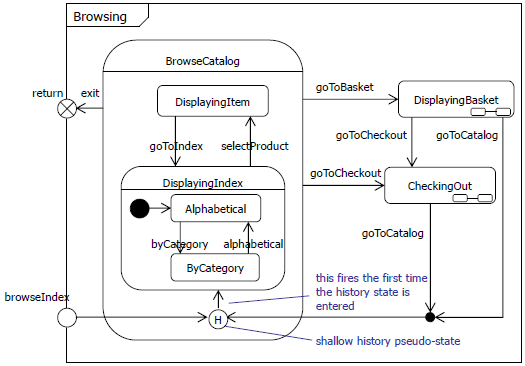 Browsing
BrowseCatalog
return
exit
DisplayingItem
goToBasket
DisplayingBasket
goToIndex
selectProduct
goToCheckout
goToCatalog
goToCheckout
DisplayingIndex
CheckingOut
Alphabetical
byCategory
alphabetical
goToCatalog
ByCategory
this fires the first time
the history state is
entered
browseIndex
H
shallow history pseudo-state